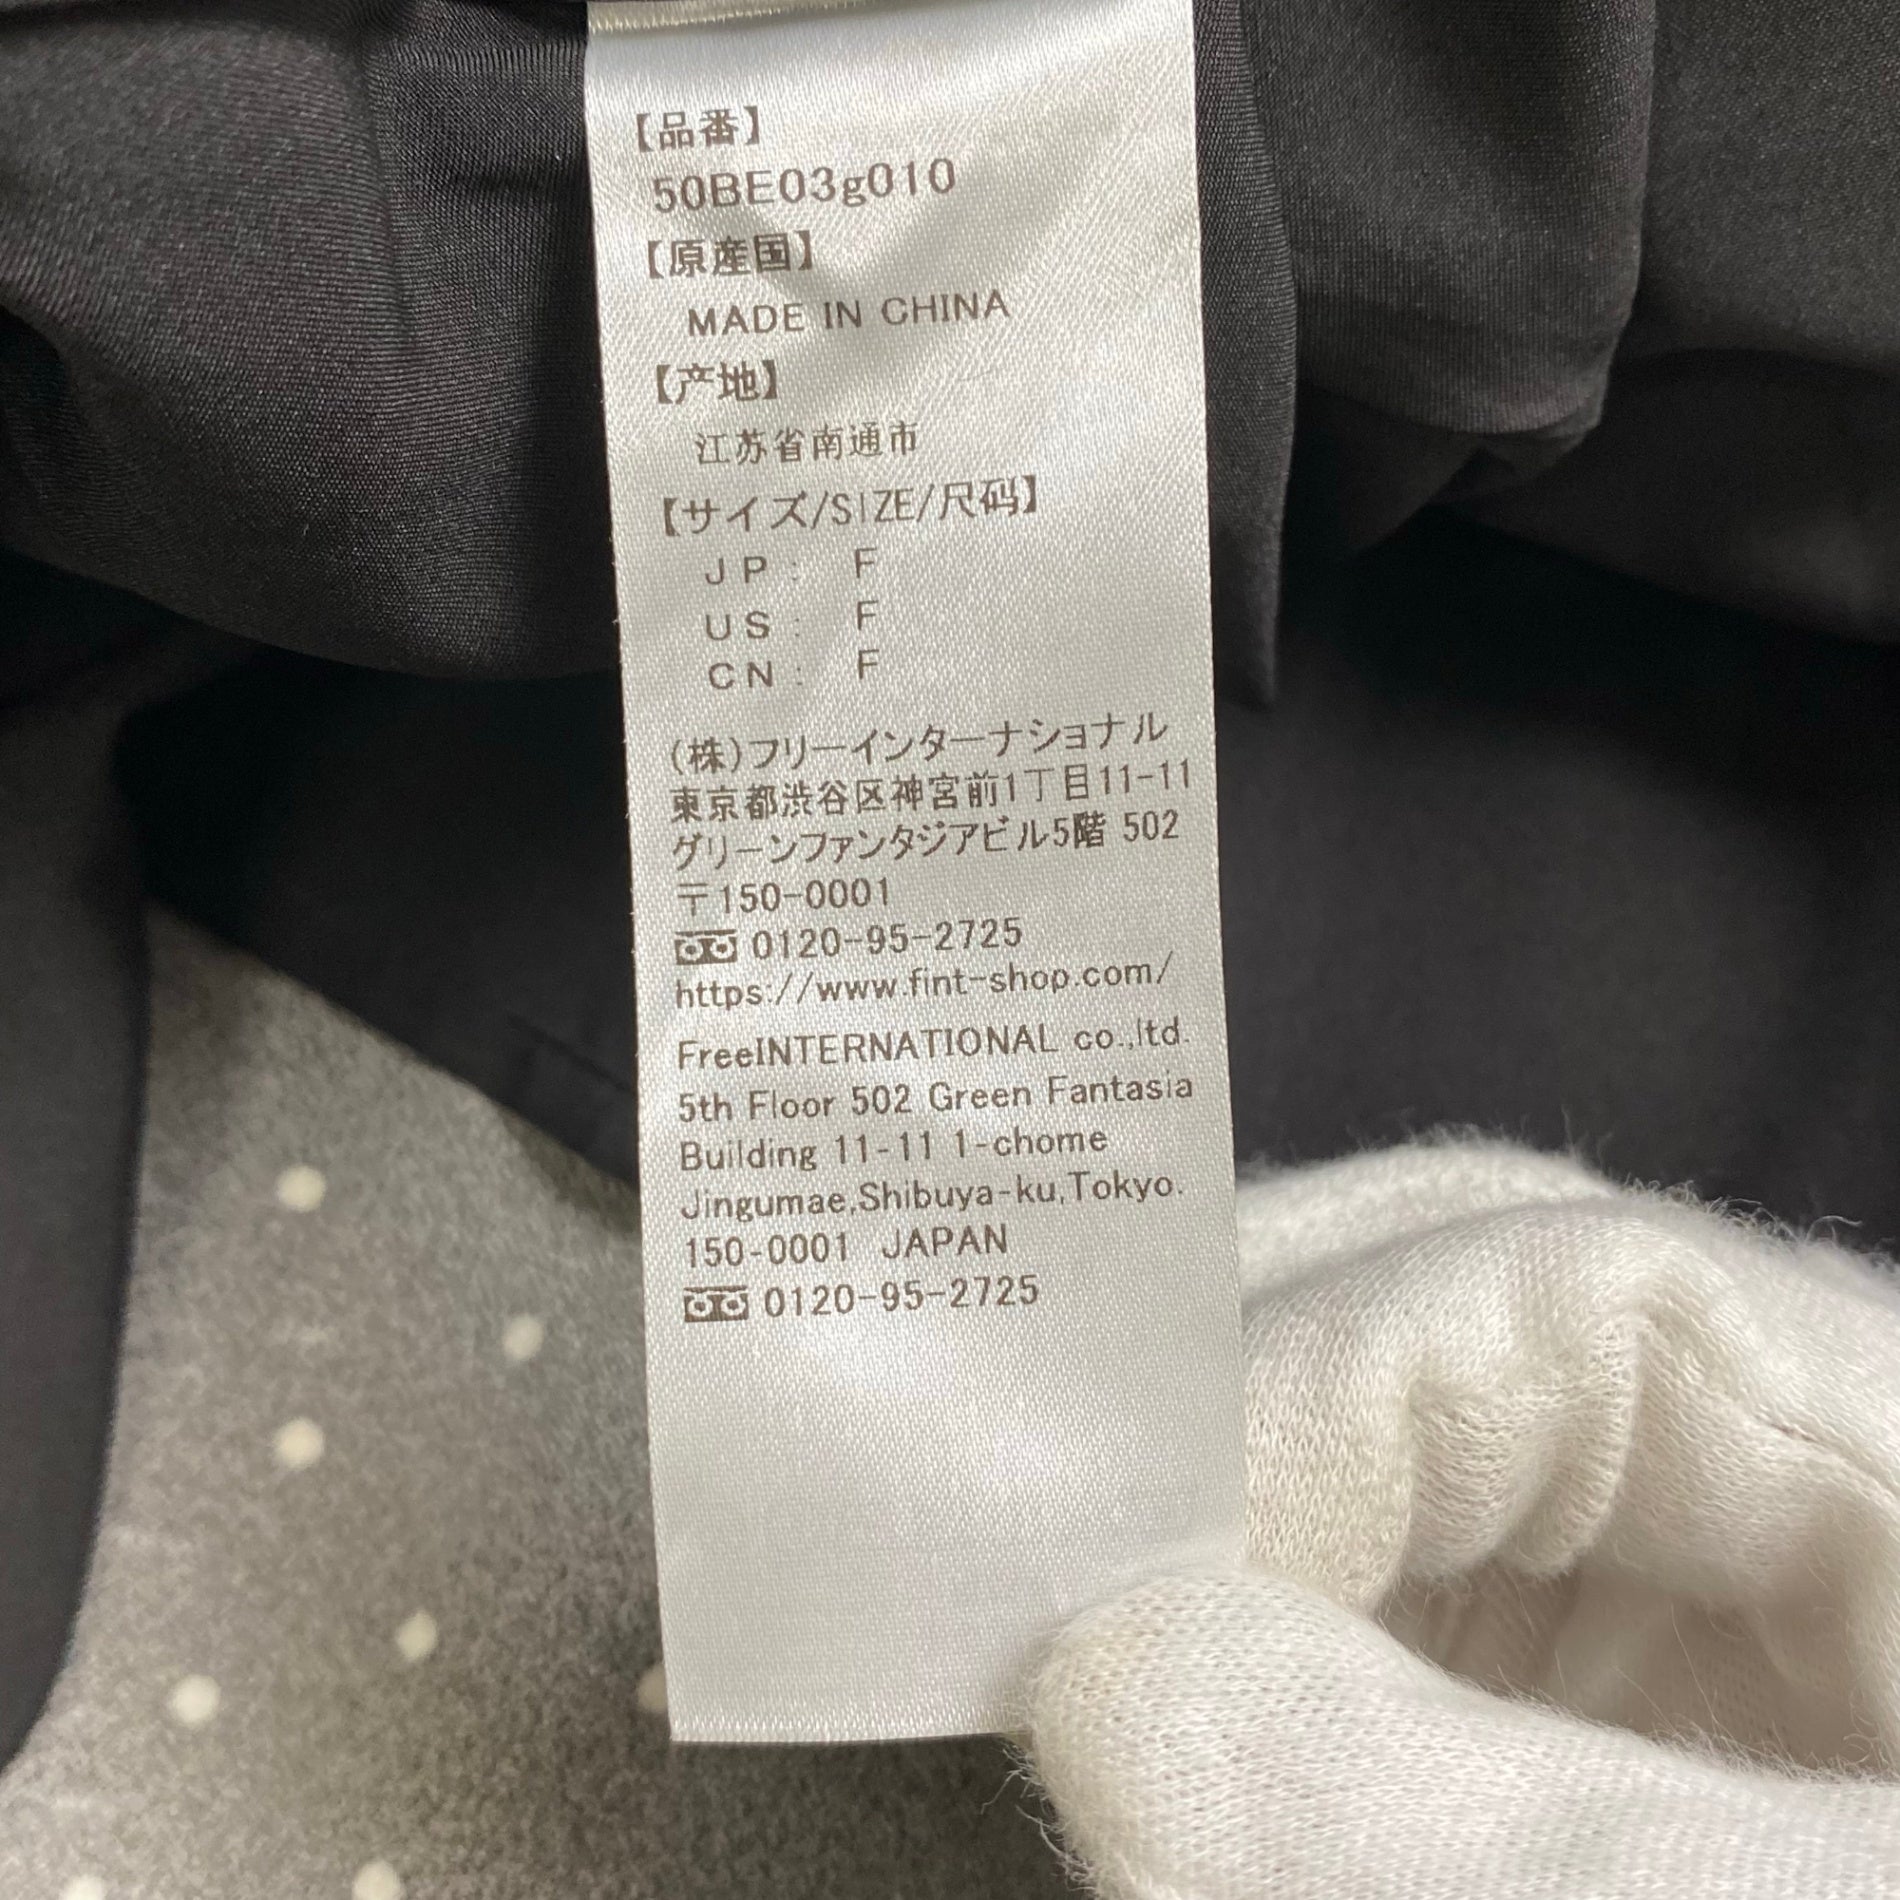 【品番】
50BE03g010
【原産国】
MADE IN CHINA
【产地】
江苏省南通市
【サイズ/SIZE/尺码】
JP: F
US: F
CN: F
(株)フリーインターナショナル
東京都渋谷区神宮前1丁目11-11
グリーンファンタジアビル5階 502
〒150-0001
0120-95-2725
https://www.fint-shop.com/
FreeINTERNATIONAL co.,ltd.
5th Floor 502 Green Fantasia
Building 11-11 1-chome
Jingumae,Shibuya-ku,Tokyo.
150-0001 JAPAN
0120-95-2725